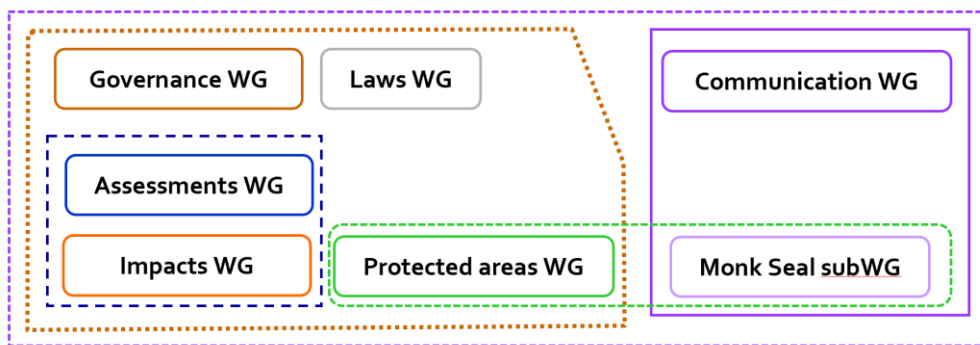 Governance WG
Laws WG
Communication WG
Assessments WG
Impacts WG
Protected areas WG
Monk Seal subWG